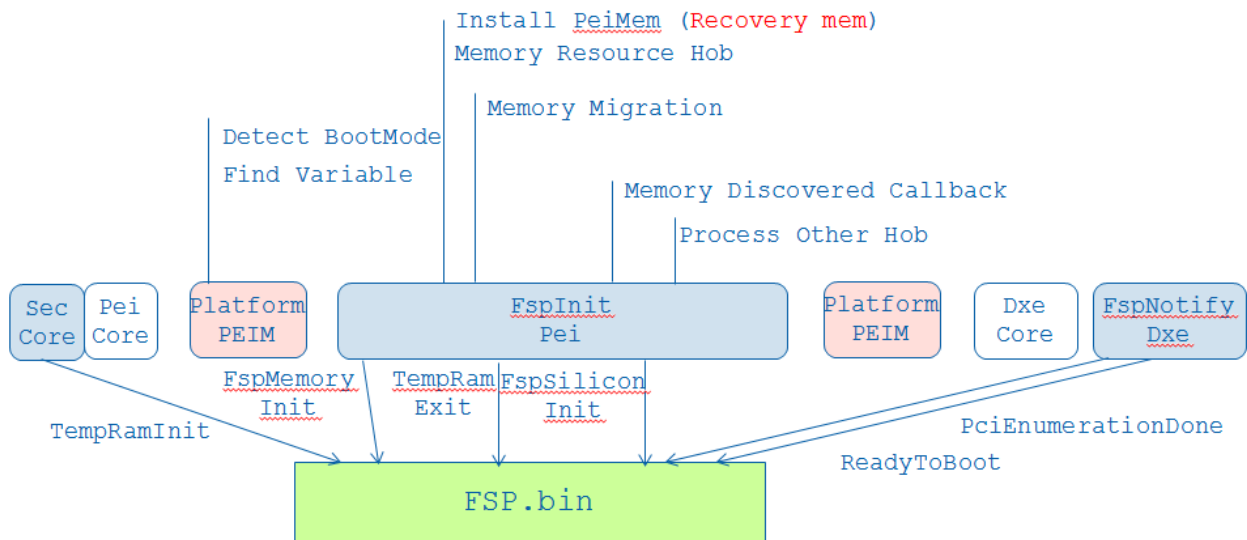 Install PeiMem (Recovery mem)
Memory Resource Hob
Memory Migration
Detect BootMode
Find Variable
Memory Discovered Callback
Process Other Hob
Sec
Core
Pei
Core
Platform
PEIM
FspInit
Pei
Platform
PEIM
Dxe
Core
FspNotify
Dxe
FspMemory
Init
TempRam
Exit
FspSilicon
Init
TempRamInit
PciEnumerationDone
ReadyToBoot
FSP.bin